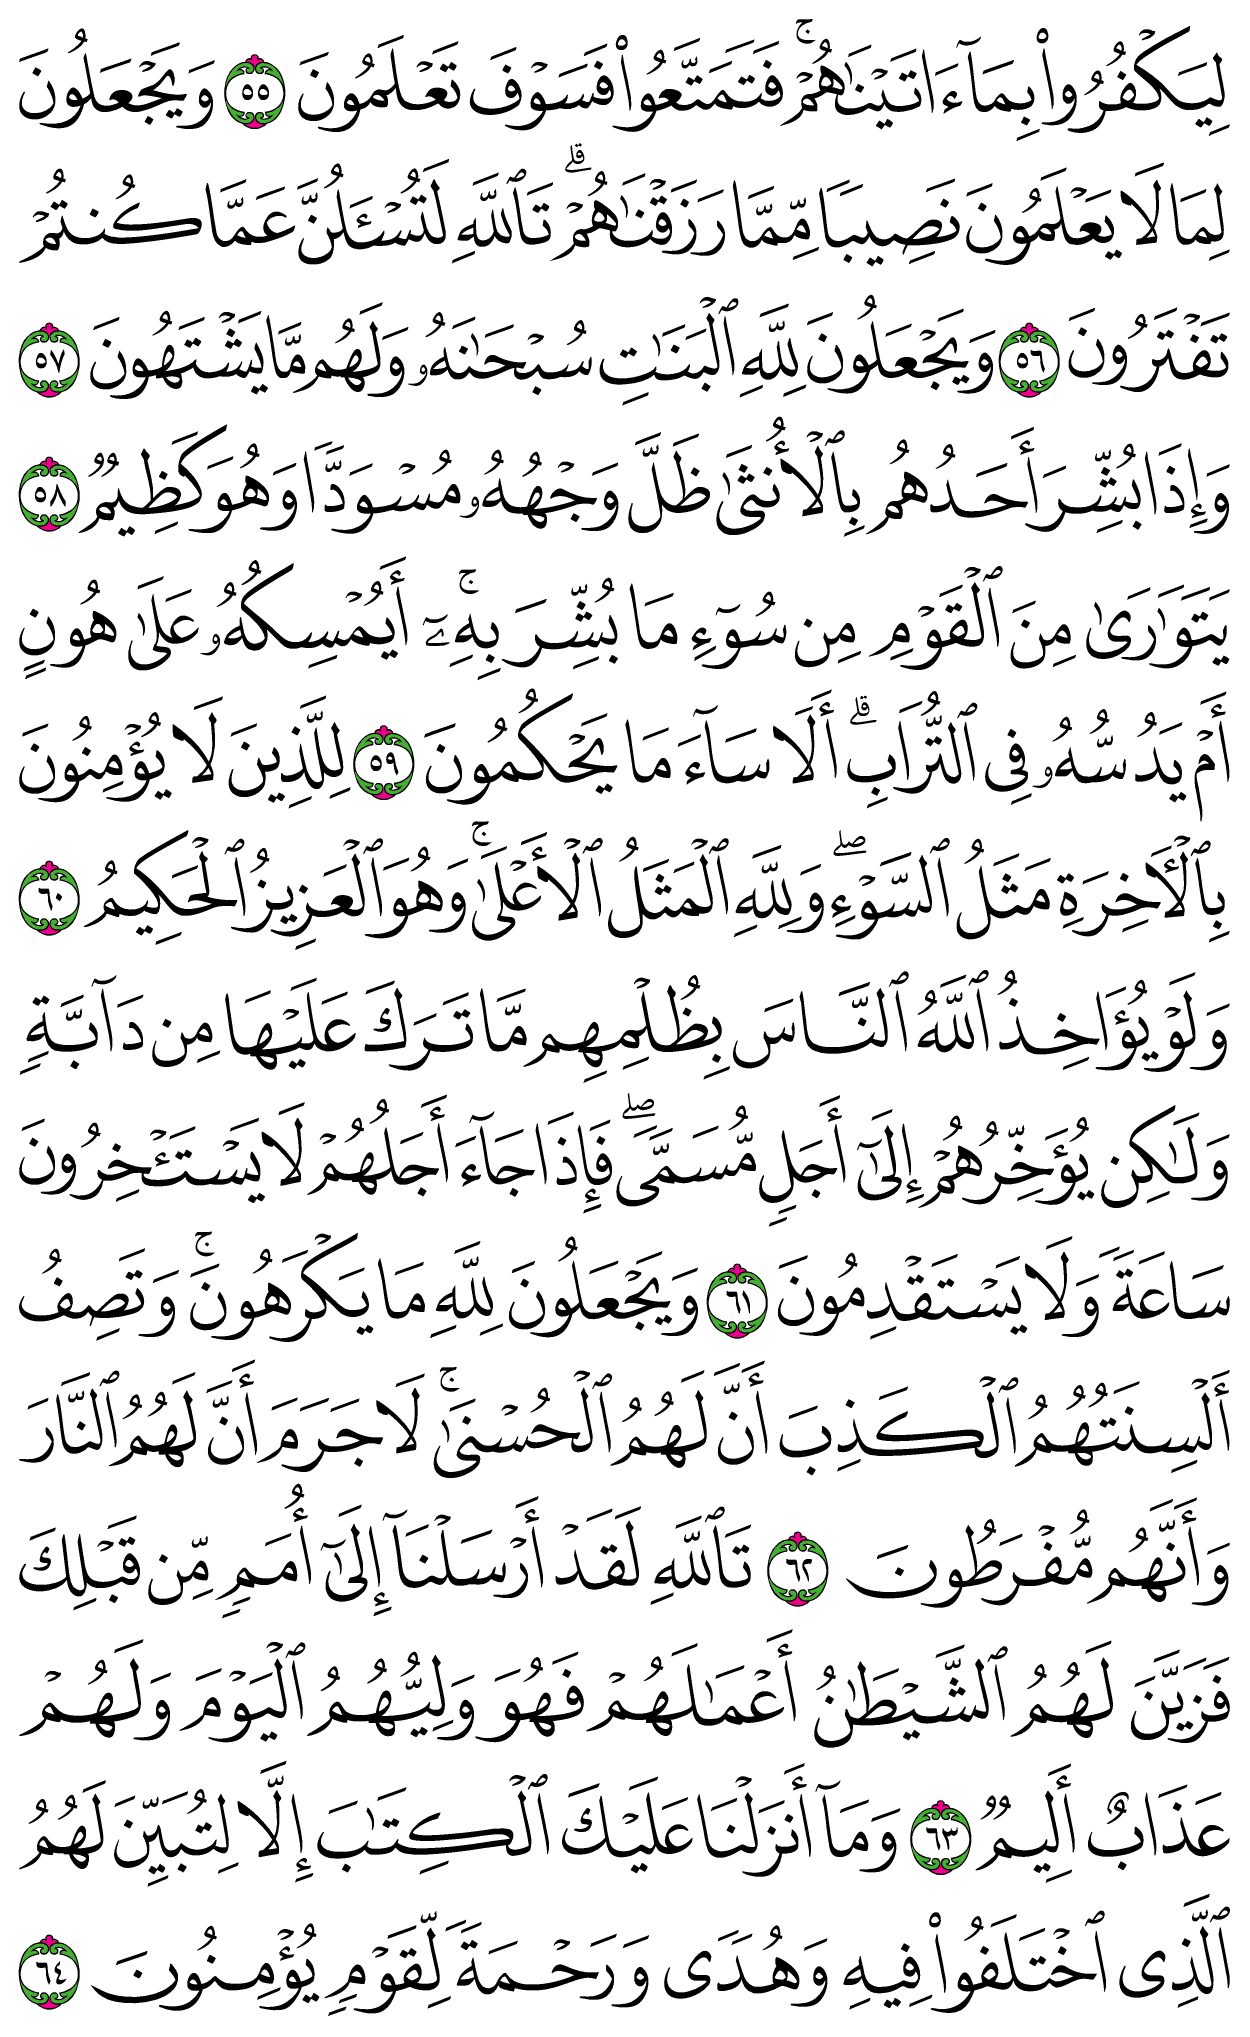 لِيَكْفُرُوا۟ بِمَآ ءَاتَيْنَـٰهُمْ ۚ فَتَمَتَّعُوا۟ فَسَوْفَ تَعْلَمُونَ ٥٥ وَيَجْعَلُونَ
لِمَا لَا يَعْلَمُونَ نَصِيبًا مِّمَّا رَزَقْنَـٰهُمْ ۗ تَٱللَّهِ لَتُسْـَٔلُنَّ عَمَّا كُنتُمْ
تَفْتَرُونَ ٥٦ وَيَجْعَلُونَ لِلَّهِ ٱلْبَنَـٰتِ سُبْحَـٰنَهُۥ وَلَهُم مَّا يَشْتَهُونَ ٥٧
وَإِذَا بُشِّرَ أَحَدُهُم بِٱلْأُنثَىٰ ظَلَّ وَجْهُهُۥ مُسْوَدًّا وَهُوَ كَظِيمٌ ٥٨
يَتَوَٰرَىٰ مِنَ ٱلْقَوْمِ مِن سُوٓءِ مَا بُشِّرَ بِهِۦٓ ۚ أَيُمْسِكُهُۥ عَلَىٰ هُونٍ
أَمْ يَدُسُّهُۥ فِى ٱلتُّرَابِ ۗ أَلَا سَآءَ مَا يَحْكُمُونَ ٥٩ لِلَّذِينَ لَا يُؤْمِنُونَ
بِٱلْـَٔاخِرَةِ مَثَلُ ٱلسَّوْءِ ۖ وَلِلَّهِ ٱلْمَثَلُ ٱلْأَعْلَىٰ ۚ وَهُوَ ٱلْعَزِيزُ ٱلْحَكِيمُ ٦٠
وَلَوْ يُؤَاخِذُ ٱللَّهُ ٱلنَّاسَ بِظُلْمِهِم مَّا تَرَكَ عَلَيْهَا مِن دَآبَّةٍ
وَلَـٰكِن يُؤَخِّرُهُمْ إِلَىٰٓ أَجَلٍ مُّسَمًّى ۖ فَإِذَا جَآءَ أَجَلُهُمْ لَا يَسْتَـْٔخِرُونَ
سَاعَةً وَلَا يَسْتَقْدِمُونَ ٦١ وَيَجْعَلُونَ لِلَّهِ مَا يَكْرَهُونَ ۚ وَتَصِفُ
أَلْسِنَتُهُمُ ٱلْكَذِبَ أَنَّ لَهُمُ ٱلْحُسْنَىٰ ۚ لَا جَرَمَ أَنَّ لَهُمُ ٱلنَّارَ
وَأَنَّهُم مُّفْرَطُونَ ٦٢ تَٱللَّهِ لَقَدْ أَرْسَلْنَآ إِلَىٰٓ أُمَمٍ مِّن قَبْلِكَ
فَزَيَّنَ لَهُمُ ٱلشَّيْطَـٰنُ أَعْمَـٰلَهُمْ فَهُوَ وَلِيُّهُمُ ٱلْيَوْمَ وَلَهُمْ
عَذَابٌ أَلِيمٌ ٦٣ وَمَآ أَنزَلْنَا عَلَيْكَ ٱلْكِتَـٰبَ إِلَّا لِتُبَيِّنَ لَهُمُ
ٱلَّذِى ٱخْتَلَفُوا۟ فِيهِ وَهُدًى وَرَحْمَةً لِّقَوْمٍ يُؤْمِنُونَ ٦٤